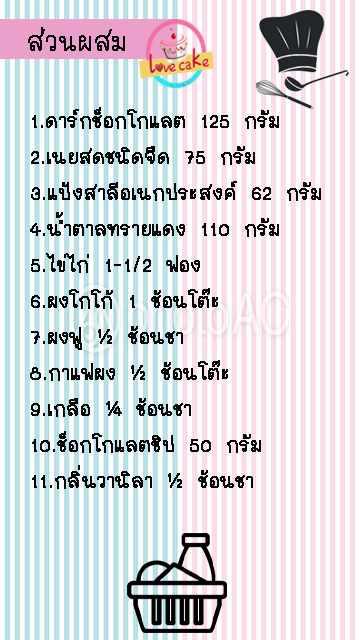 ส่วนผสม
Love cake
1.ดาร์กช็อกโกแลต 125 กรัม
2.เนยสดชนิดจืด 75 กรัม
3.แป้งสาลีอเนกประสงค์ 62 กรัม
4.น้ำตาลทรายแดง 110 กรัม
5.ไข่ไก่ 1-1/2 ฟอง
6.ผงโกโก้ 1 ช้อนโต๊ะ
photoAC
7.ผงฟู ½ ช้อนชา
8.กาแฟผง ½ ช้อนโต๊ะ
9.เกลือ ¼ ช้อนชา
10.ช็อกโกแลตชิป 50 กรัม
11.กลิ่นวานิลา ½ ช้อนชา